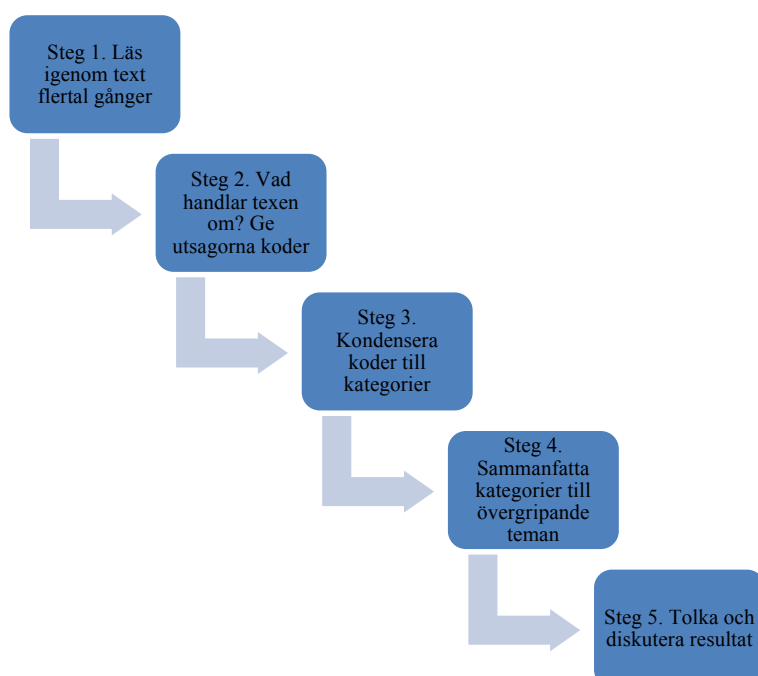 Steg 1. Läs
igenom text
flertal gånger
Steg 2. Vad
handlar texen
om? Ge
utsagorna koder
Steg 3.
Kondensera
koder till
kategorier
Steg 4.
Sammanfatta
kategorier till
övergripande
teman
Steg 5. Tolka och
diskutera resultat